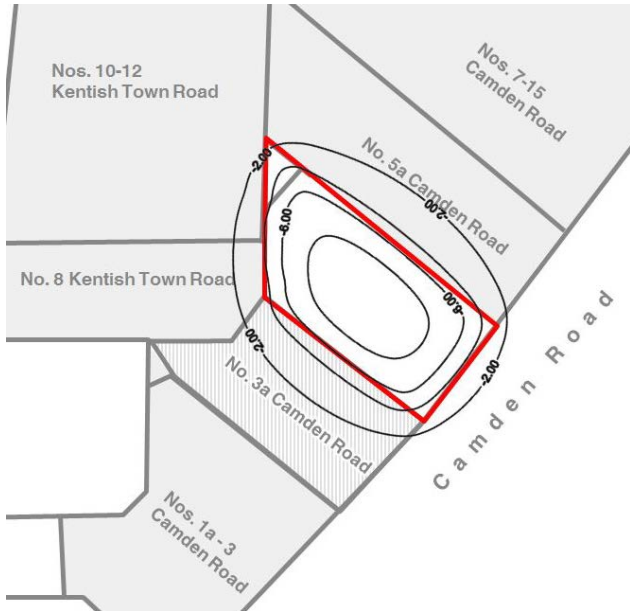 Nos. 10-12
Kentish Town Road
Nos. 7-15
Camden Road
No. 5a Camden Road
-2.00
-2.00
-6.00
No. 8 Kentish Town Road
-6.00
-2.00
-2.00
No. 3a Camden Road
Camden Road
Nos. 1a - 3
Camden Road